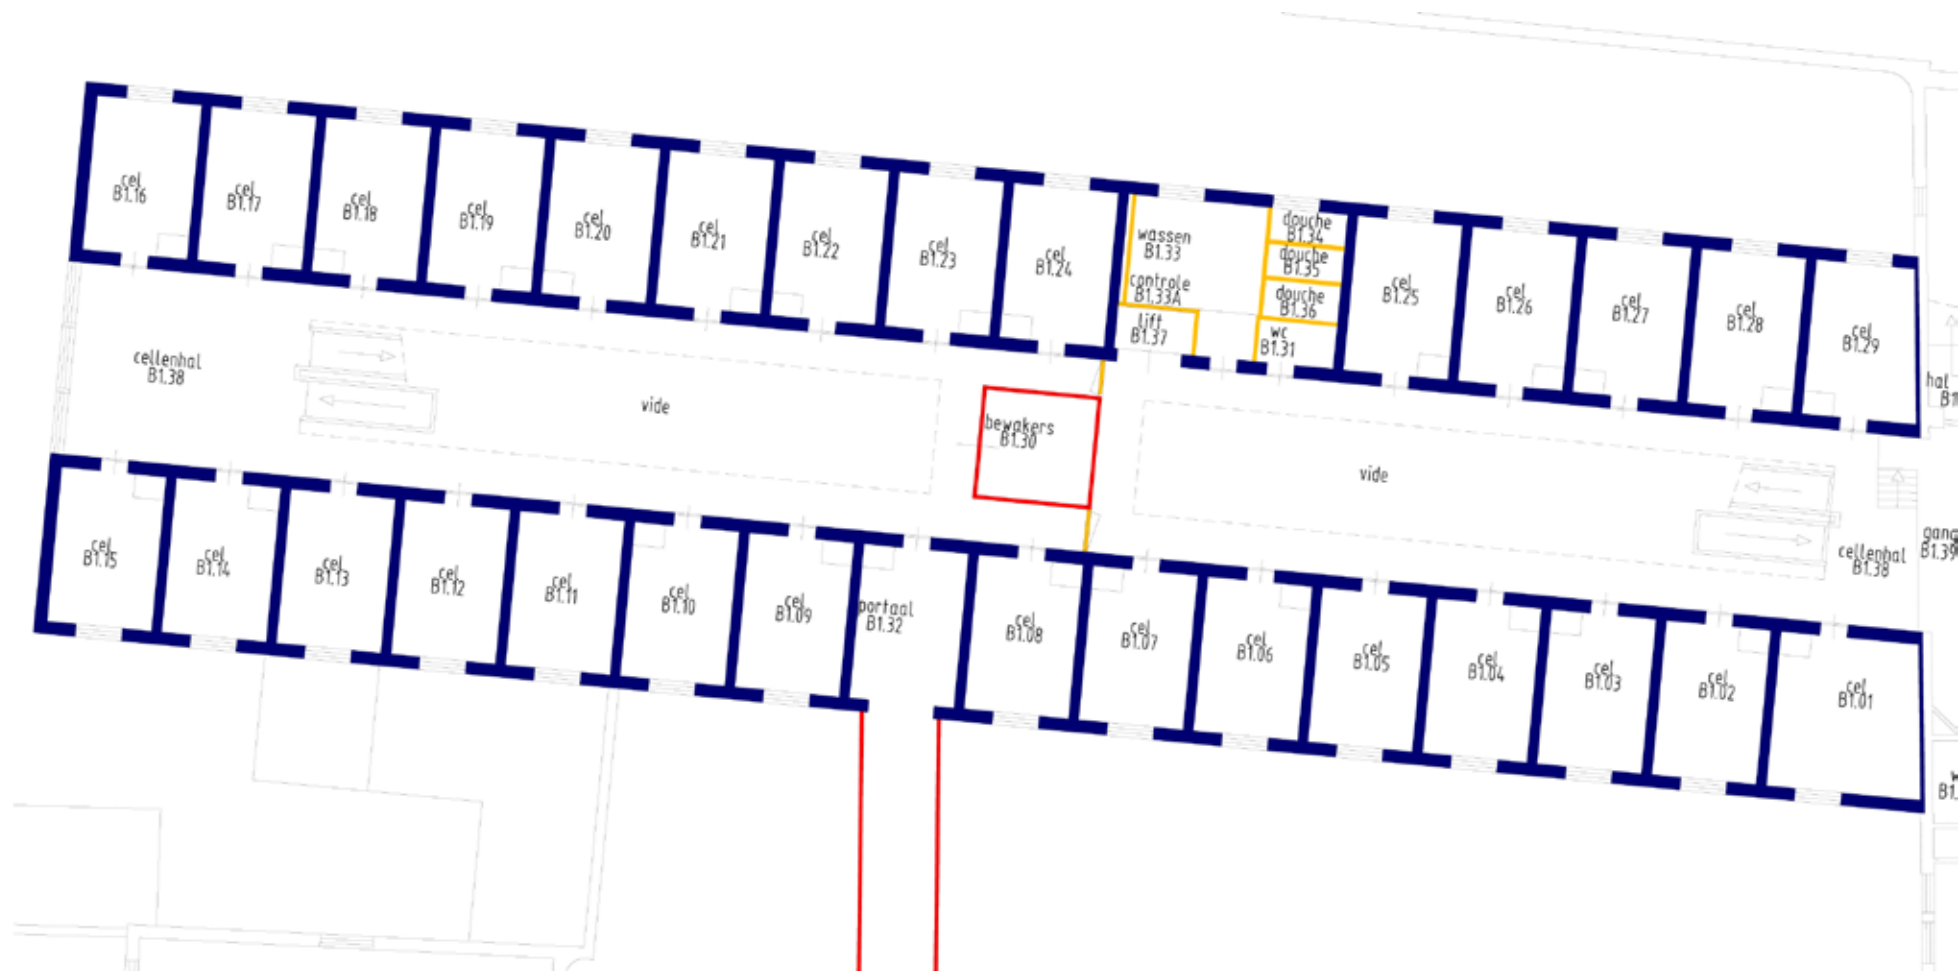 cel
B1.16
cel
B1.17
cel
B1.18
cel
B1.19
cel
B1.20
cel
B1.21
cel
B1.22
cel
B1.23
cel
B1.24
wassen
B1.33
controle
B1.33A
lift
B1.37
douche
B1.34
douche
B1.35
douche
B1.36
wc
B1.31
cel
B1.25
cel
B1.26
cel
B1.27
cel
B1.28
cel
B1.29
hal
cellenhal
B1.38
vide
bewakers
B1.30
vide
cellenhal
B1.38
gang
B1.39
cel
B1.15
cel
B1.14
cel
B1.13
cel
B1.12
cel
B1.11
cel
B1.10
cel
B1.09
portaal
B1.32
cel
B1.08
cel
B1.07
cel
B1.06
cel
B1.05
cel
B1.04
cel
B1.03
cel
B1.02
cel
B1.01